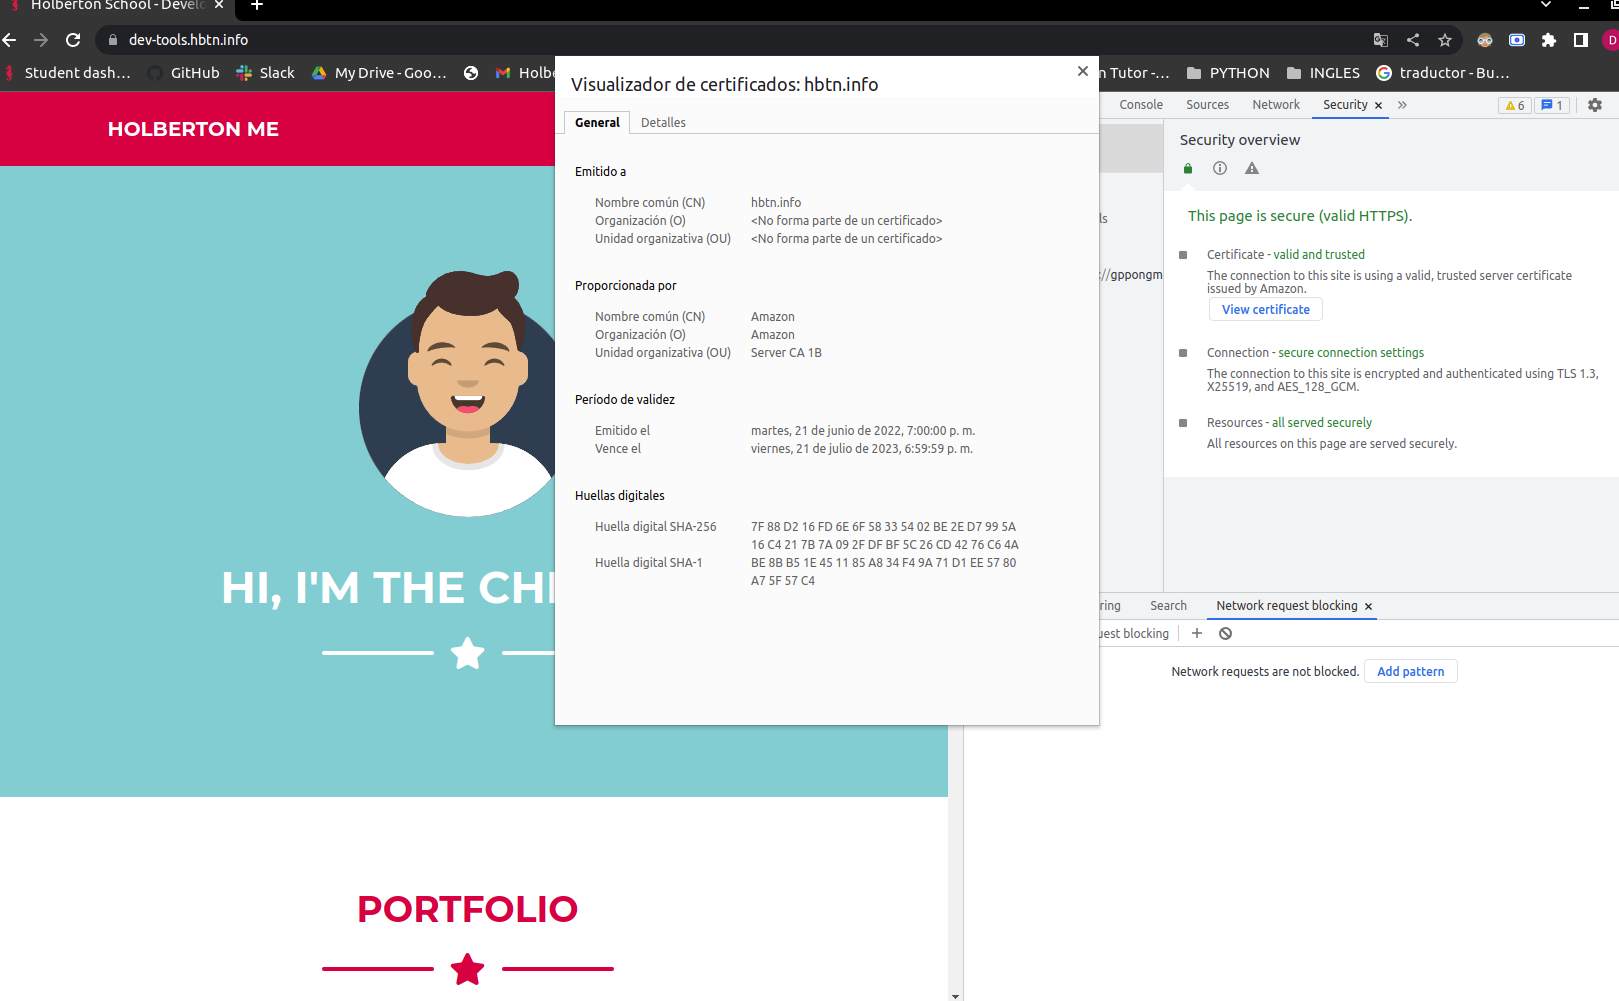 Holberton School - Develo
dev-tools.hbtn.info
D
Student dash...
GitHub
Slack
My Drive - Goo...
Holbe
n Tutor -...
PYTHON
INGLES
traductor - Bu...
HOLBERTON ME
HI, I'M THE CHI
PORTFOLIO
Visualizador de certificados: hbtn.info
General
Detalles
Emitido a
Nombre común (CN) hbtn.info
Organización (O) <No forma parte de un certificado>
Unidad organizativa (OU) <No forma parte de un certificado>
Proporcionada por
Nombre común (CN) Amazon
Organización (O) Amazon
Unidad organizativa (OU) Server CA 1B
Período de validez
Emitido el martes, 21 de junio de 2022, 7:00:00 p. m.
Vence el viernes, 21 de julio de 2023, 6:59:59 p. m.
Huellas digitales
Huella digital SHA-256 7F 88 D2 16 FD 6E 6F 58 33 54 02 BE 2E D7 99 5A
16 C4 21 7B 7A 09 2F DF BF 5C 26 CD 42 76 C6 4A
Huella digital SHA-1 BE 8B B5 1E 45 11 85 A8 34 F4 9A 71 D1 EE 57 80
A7 5F 57 C4
Console
Sources
Network
Security
6
1
ls
://gppongm
Security overview
This page is secure (valid HTTPS).
Certificate - valid and trusted
The connection to this site is using a valid, trusted server certificate
issued by Amazon.
View certificate
Connection - secure connection settings
The connection to this site is encrypted and authenticated using TLS 1.3,
X25519, and AES_128_GCM.
Resources - all served securely
All resources on this page are served securely.
ring
Search
Network request blocking
uest blocking
Network requests are not blocked.
Add pattern